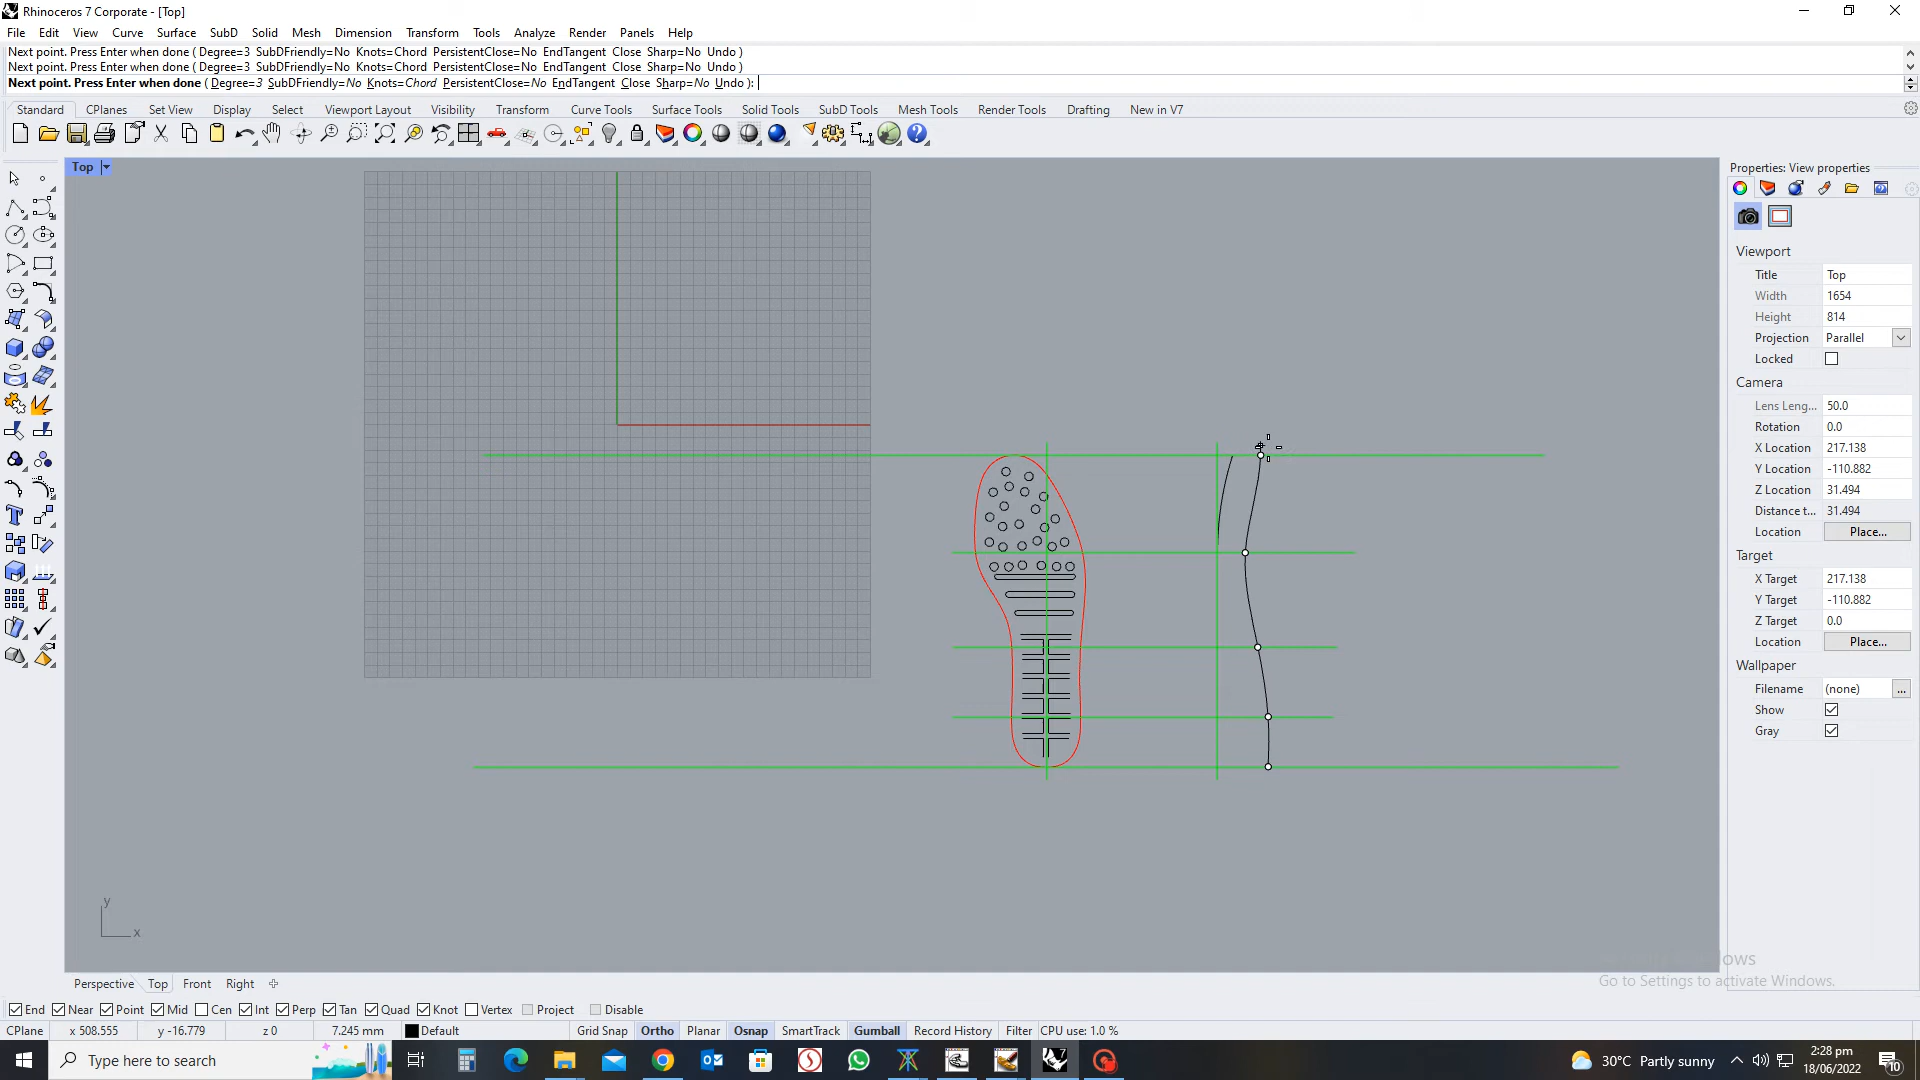 Rhinoceros 7 Corporate - [Top]
File Edit View Curve Surface SubD Solid Mesh Dimension Transform Tools Analyze Render Panels Help
Next point. Press Enter when done ( Degree=3 SubDFriendly=No Knots=Chord PersistentClose=No EndTangent Close Sharp=No Undo )
Next point. Press Enter when done ( Degree=3 SubDFriendly=No Knots=Chord PersistentClose=No EndTangent Close Sharp=No Undo )
Next point. Press Enter when done ( Degree=3 SubDFriendly=No Knots=Chord PersistentClose=No EndTangent Close Sharp=No Undo ):
Standard CPlanes Set View Display Select Viewport Layout Visibility Transform Curve Tools Surface Tools Solid Tools SubD Tools Mesh Tools Render Tools Drafting New in V7
Top
Properties: View properties
Viewport
Title Top
Width 1654
Height 814
Projection Parallel
Locked
Camera
Lens Leng... 50.0
Rotation 0.0
X Location 217.138
Y Location -110.882
Z Location 31.494
Distance t... 31.494
Location Place...
Target
X Target 217.138
Y Target -110.882
Z Target 0.0
Location Place...
Wallpaper
Filename (none) ...
Show
Gray
y
x
Go to Settings to activate Windows.
Perspective Top Front Right
End Near Point Mid Cen Int Perp Tan Quad Knot Vertex Project Disable
CPlane x 508.555 y -16.779 z 0 7.245 mm Default Grid Snap Ortho Planar Osnap SmartTrack Gumball Record History Filter CPU use: 1.0 %
Type here to search
30°C Partly sunny
2:28 pm
18/06/2022
10